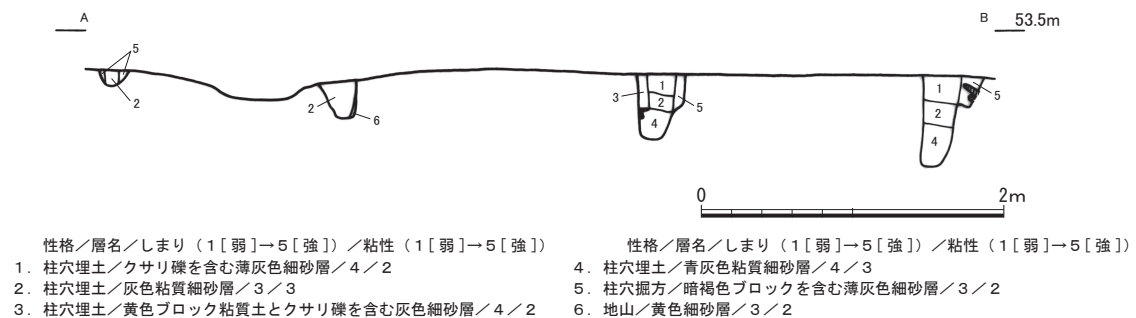 A
B 53.5m
5
2
2
6
3
1
2
4
5
1
2
4
5
0 2m
性格／層名／しまり（１[ 弱 ]→５[ 強 ]）／粘性（１[ 弱 ]→５[ 強 ]）
１．柱穴埋土／クサリ礫を含む薄灰色細砂層／４／２
２．柱穴埋土／灰色粘質細砂層／３／３
３．柱穴埋土／黄色ブロック粘質土とクサリ礫を含む灰色細砂層／４／２
性格／層名／しまり（１[ 弱 ]→５[ 強 ]）／粘性（１[ 弱 ]→５[ 強 ]）
４．柱穴埋土／青灰色粘質細砂層／４／３
５．柱穴掘方／暗褐色ブロックを含む薄灰色細砂層／３／２
６．地山／黄色細砂層／３／２